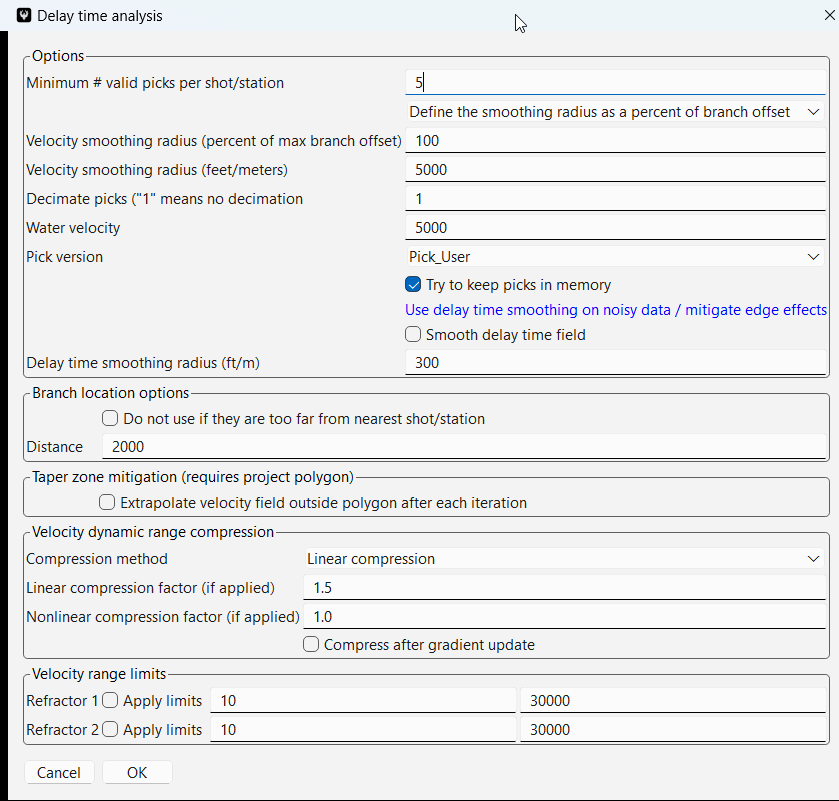 Delay time analysis
Options
Minimum # valid picks per shot/station 5
Define the smoothing radius as a percent of branch offset
Velocity smoothing radius (percent of max branch offset) 100
Velocity smoothing radius (feet/meters) 5000
Decimate picks ("1" means no decimation 1
Water velocity 5000
Pick version Pick_User
Try to keep picks in memory
Use delay time smoothing on noisy data / mitigate edge effects
Smooth delay time field
Delay time smoothing radius (ft/m) 300
Branch location options
Do not use if they are too far from nearest shot/station
Distance 2000
Taper zone mitigation (requires project polygon)
Extrapolate velocity field outside polygon after each iteration
Velocity dynamic range compression
Compression method Linear compression
Linear compression factor (if applied) 1.5
Nonlinear compression factor (if applied) 1.0
Compress after gradient update
Velocity range limits
Refractor 1 Apply limits 10 30000
Refractor 2 Apply limits 10 30000
Cancel OK